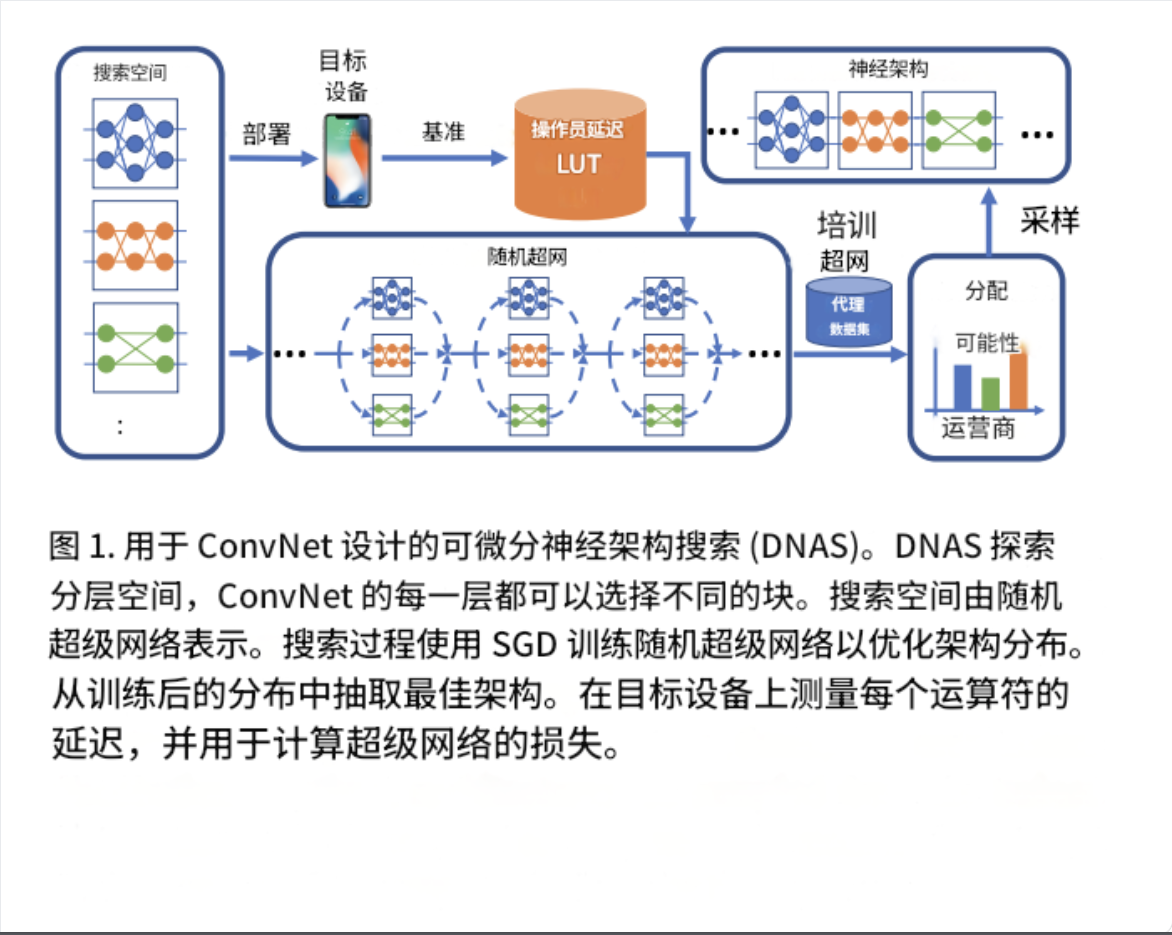 搜索空间
:
部署
目标
设备
基准
操作员延迟
LUT
神经架构
...
...
随机超网
...
...
培训
超网
代理
数据集
采样
分配
可能性
运营商
图 1. 用于 ConvNet 设计的可微分神经架构搜索 (DNAS)。DNAS 探索
分层空间，ConvNet 的每一层都可以选择不同的块。搜索空间由随机
超级网络表示。搜索过程使用 SGD 训练随机超级网络以优化架构分布。
从训练后的分布中抽取最佳架构。在目标设备上测量每个运算符的
延迟，并用于计算超级网络的损失。